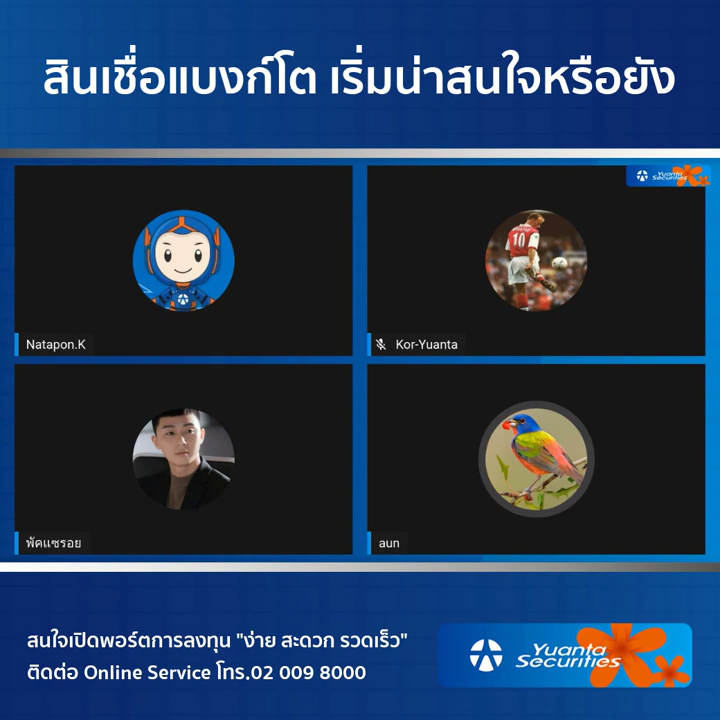 สินเชื่อแบงก์โต เริ่มน่าสนใจหรือยัง
Yuanta
Securities
10
Natapon.K
Kor-Yuanta
พัคแซรอย
aun
สนใจเปิดพอร์ตการลงทุน "ง่าย สะดวก รวดเร็ว"
ติดต่อ Online Service โทร.02 009 8000
Yuanta
Securities